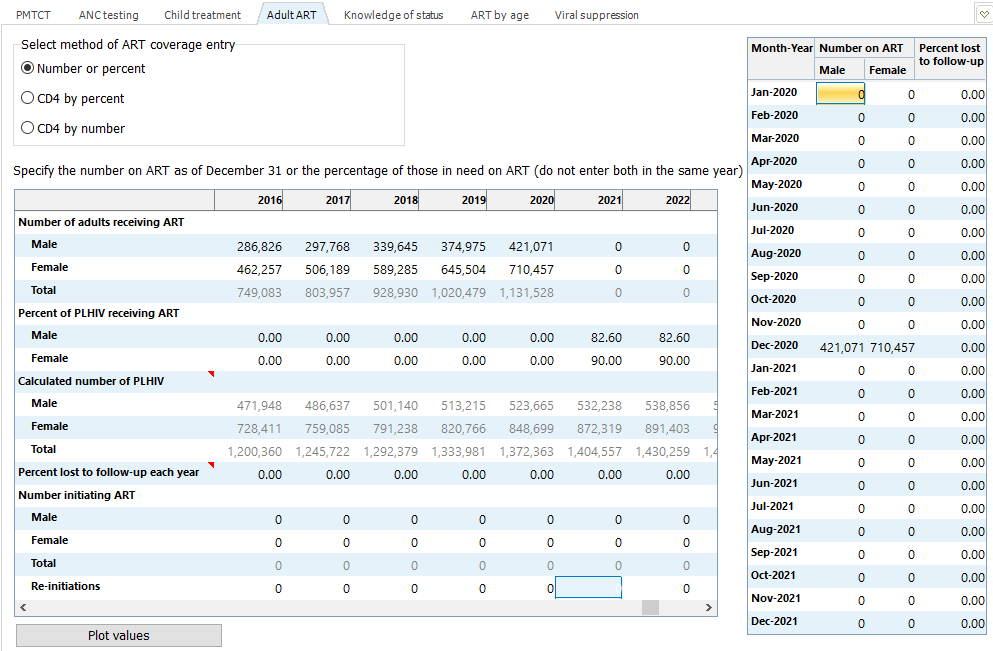 PMTCT ANC testing Child treatment Adult ART Knowledge of status ART by age Viral suppression
Select method of ART coverage entry
Number or percent
CD4 by percent
CD4 by number
Specify the number on ART as of December 31 or the percentage of those in need on ART (do not enter both in the same year)
2016 2017 2018 2019 2020 2021 2022
Number of adults receiving ART
Male 286,826 297,768 339,645 374,975 421,071 0 0
Female 462,257 506,189 589,285 645,504 710,457 0 0
Total 749,083 803,957 928,930 1,020,479 1,131,528 0 0
Percent of PLHIV receiving ART
Male 0.00 0.00 0.00 0.00 0.00 82.60 82.60
Female 0.00 0.00 0.00 0.00 0.00 90.00 90.00
Calculated number of PLHIV
Male 471,948 486,637 501,140 513,215 523,665 532,238 538,856
Female 728,411 759,085 791,238 820,766 848,699 872,319 891,403
Total 1,200,360 1,245,722 1,292,379 1,333,981 1,372,363 1,404,557 1,430,259
Percent lost to follow-up each year 0.00 0.00 0.00 0.00 0.00 0.00 0.00
Number initiating ART
Male 0 0 0 0 0 0 0
Female 0 0 0 0 0 0 0
Total 0 0 0 0 0 0 0
Re-initiations 0 0 0 0 0 0
Plot values
Month-Year Number on ART Percent lost
to follow-up
Male Female
Jan-2020 0 0 0.00
Feb-2020 0 0 0.00
Mar-2020 0 0 0.00
Apr-2020 0 0 0.00
May-2020 0 0 0.00
Jun-2020 0 0 0.00
Jul-2020 0 0 0.00
Aug-2020 0 0 0.00
Sep-2020 0 0 0.00
Oct-2020 0 0 0.00
Nov-2020 0 0 0.00
Dec-2020 421,071 710,457 0.00
Jan-2021 0 0 0.00
Feb-2021 0 0 0.00
Mar-2021 0 0 0.00
Apr-2021 0 0 0.00
May-2021 0 0 0.00
Jun-2021 0 0 0.00
Jul-2021 0 0 0.00
Aug-2021 0 0 0.00
Sep-2021 0 0 0.00
Oct-2021 0 0 0.00
Nov-2021 0 0 0.00
Dec-2021 0 0 0.00